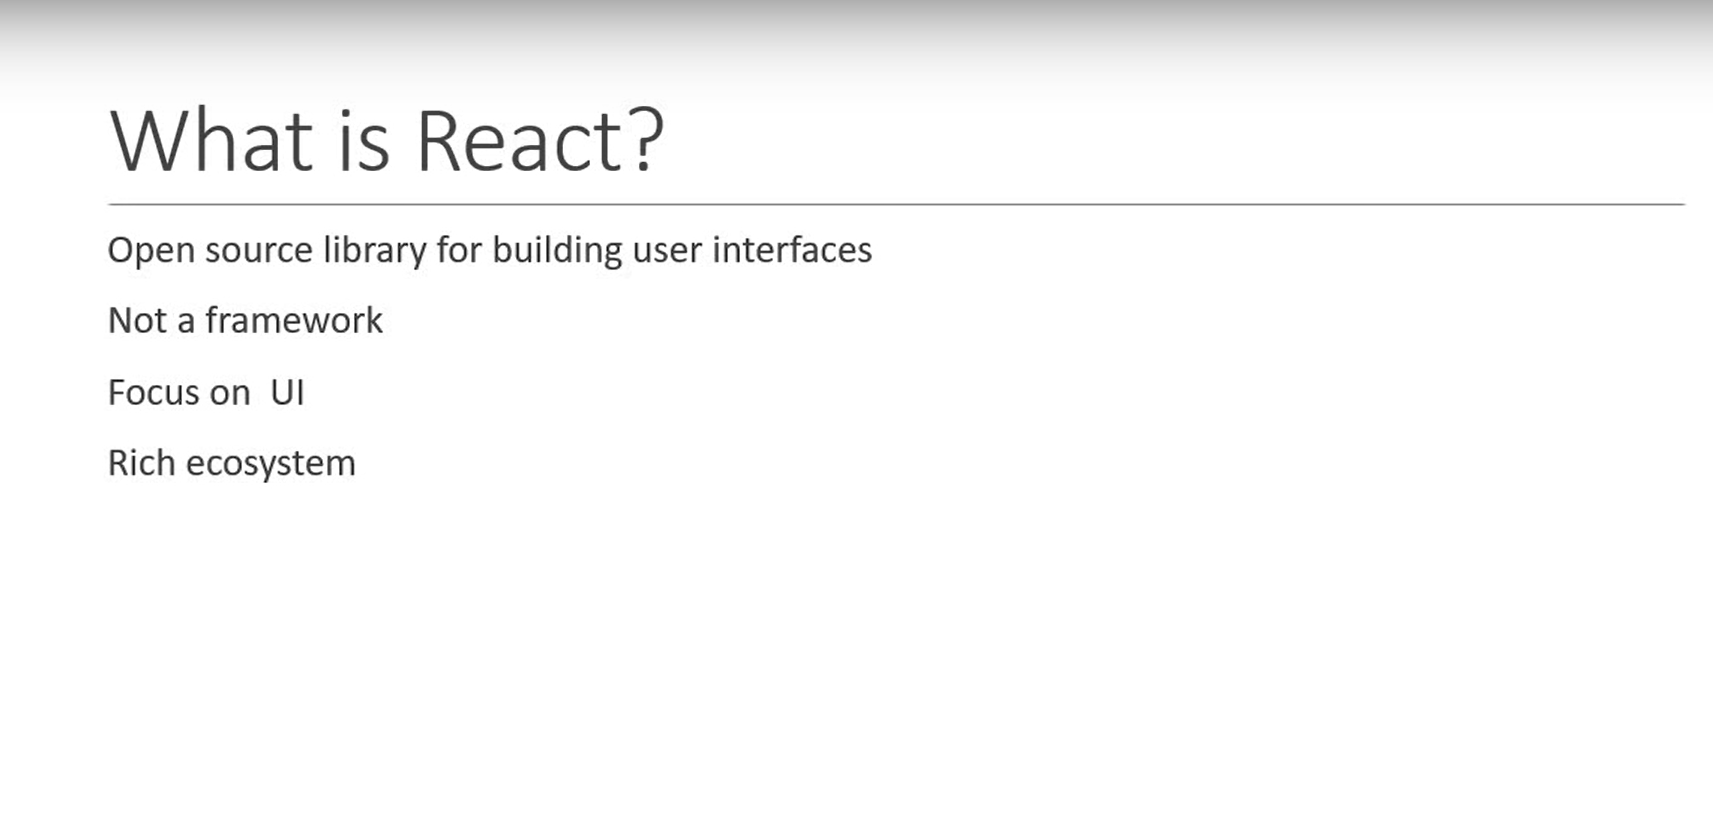 What is React?
Open source library for building user interfaces
Not a framework
Focus on  UI
Rich ecosystem